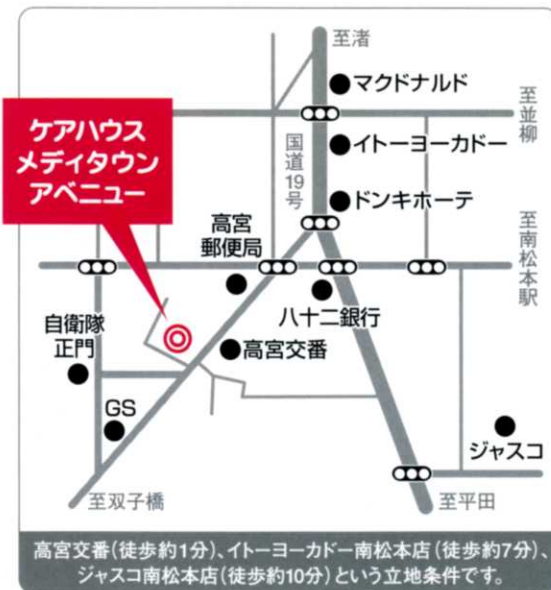 至渚
マクドナルド
至並柳
ケアハウス
メディタウン
アベニュー
国道19号
イトーヨーカドー
ドンキホーテ
高宮
郵便局
至南松本駅
八十二銀行
自衛隊
正門
高宮交番
GS
ジャスコ
至双子橋
至平田
高宮交番(徒歩約1分)、イトーヨーカドー南松本店(徒歩約7分)、
ジャスコ南松本店(徒歩約10分)という立地条件です。